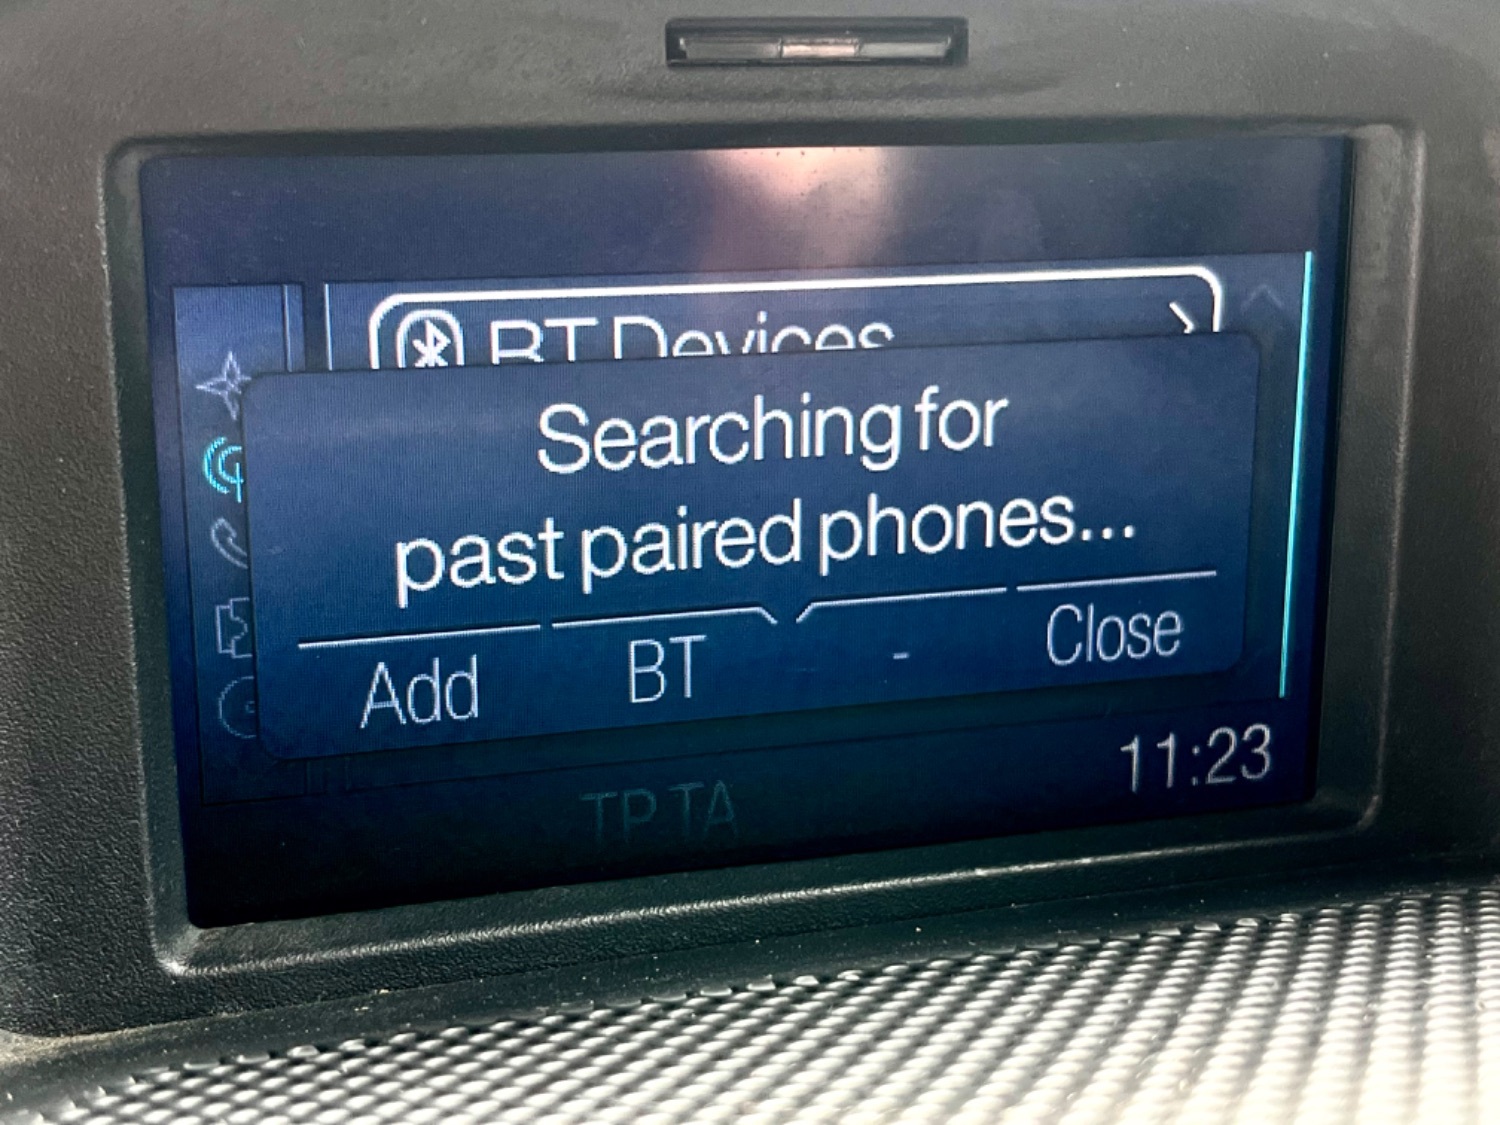 BT Devices
Searching for
past paired phones...
Add BT - Close
11:23
TP TA